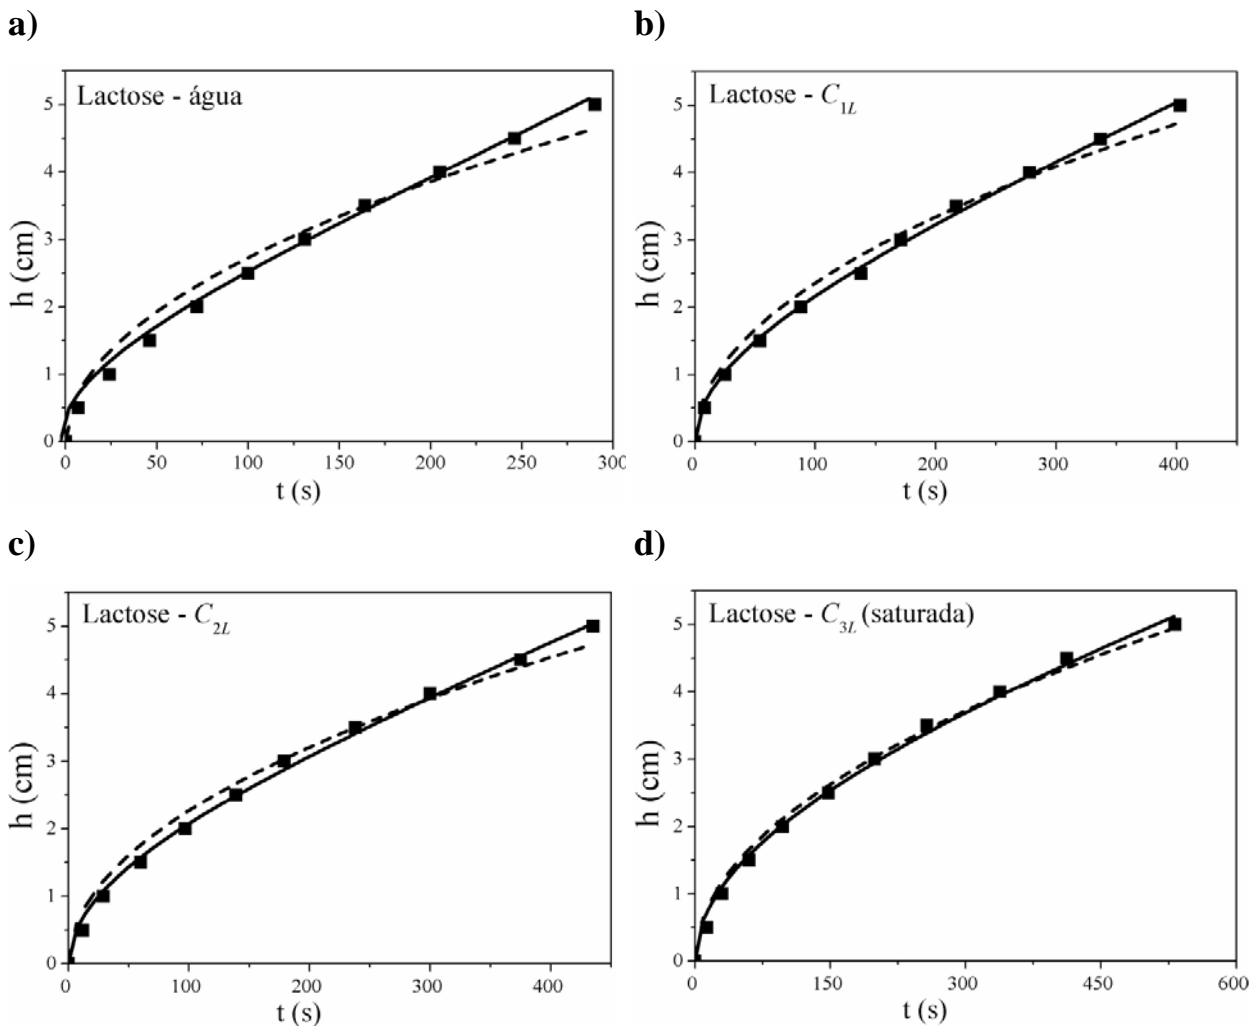 a)
Lactose - água
h (cm)
5
4
3
2
1
0
0 50 100 150 200 250 300
t (s)
b)
Lactose - C1L
h (cm)
5
4
3
2
1
0
0 100 200 300 400
t (s)
c)
Lactose - C2L
h (cm)
5
4
3
2
1
0
0 100 200 300 400
t (s)
d)
Lactose - C3L (saturada)
h (cm)
5
4
3
2
1
0
0 150 300 450 600
t (s)